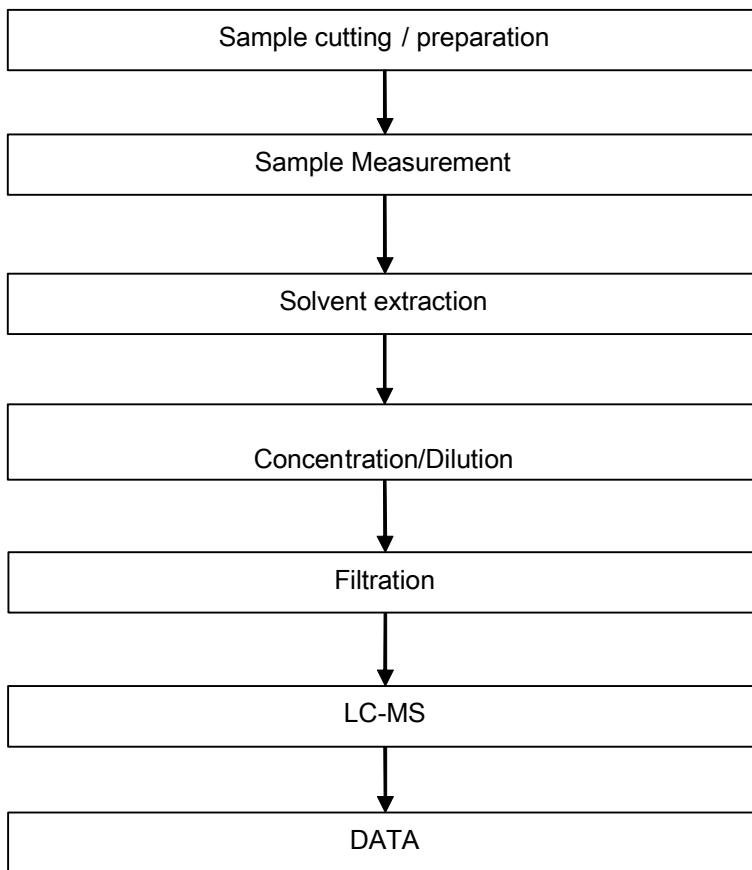 Sample cutting / preparation
Sample Measurement
Solvent extraction
Concentration/Dilution
Filtration
LC-MS
DATA